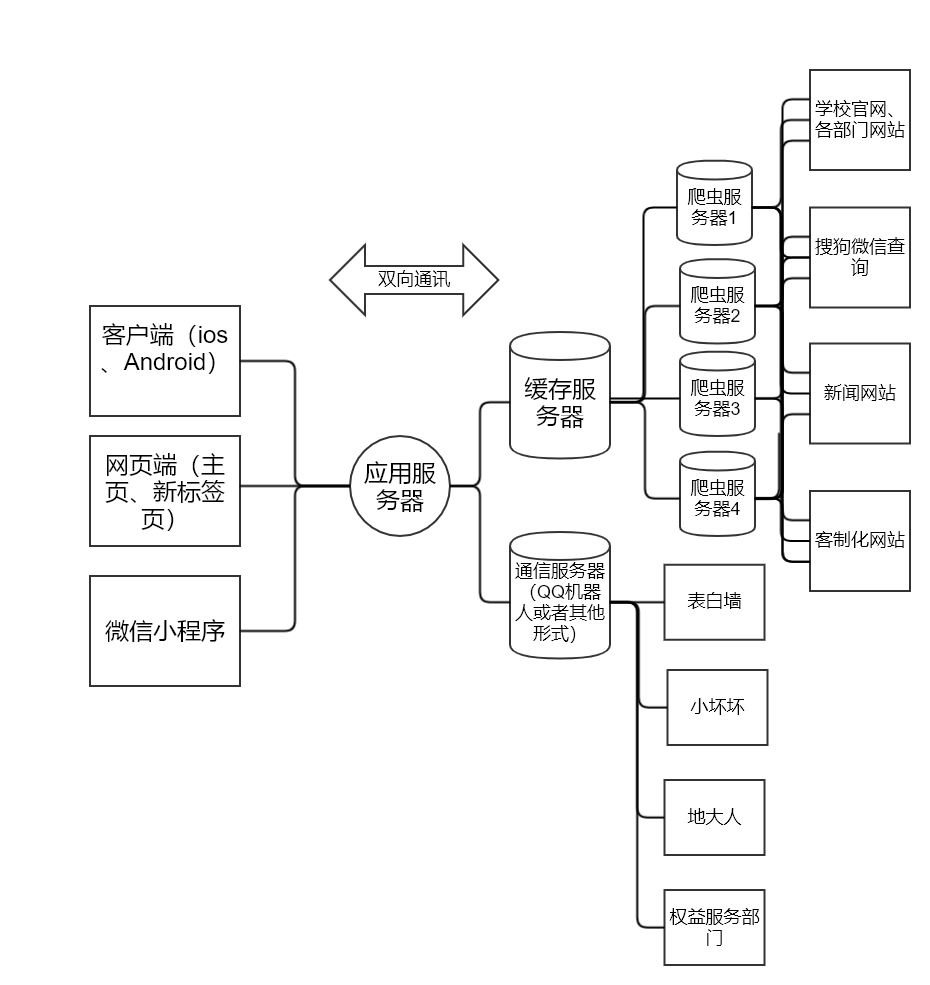 学校官网、
各部门网站
爬虫服
务器1
搜狗微信查
询
双向通讯
爬虫服
务器2
客户端（ios
、Android）
缓存服
务器
爬虫服
务器3
新闻网站
网页端（主
页、新标签
页）
应用服
务器
爬虫服
务器4
客制化网站
通信服务器
（QQ机器
人或者其他
形式）
表白墙
微信小程序
小坏坏
地大人
权益服务部
门